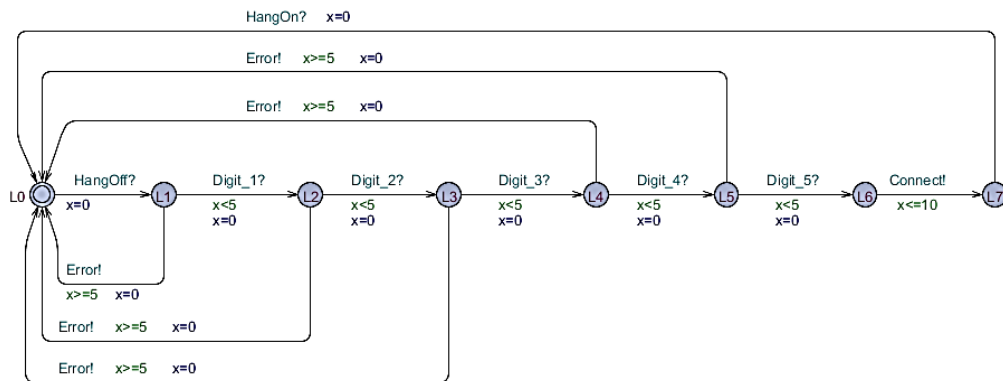 HangOn? x=0
Error! x>=5 x=0
Error! x>=5 x=0
HangOff? Digit_1? Digit_2? Digit_3? Digit_4? Digit_5? Connect!
L0 L1 L2 L3 L4 L5 L6 L7
x=0 x<5 x<5 x<5 x<5 x<5 x<=10
x=0 x=0 x=0 x=0 x=0
Error!
x>=5 x=0
Error! x>=5 x=0
Error! x>=5 x=0